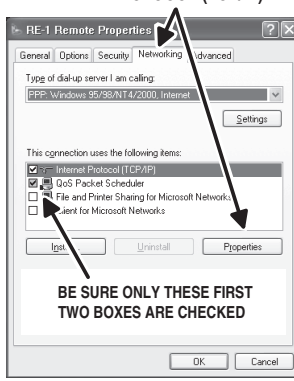 RE-1 Remote Properties
General Options Security Networking Advanced
Type of dial-up server I am calling:
PPP: Windows 95/98/NT4/2000, Internet
Settings
This connection uses the following items:
Internet Protocol (TCP/IP)
QoS Packet Scheduler
File and Printer Sharing for Microsoft Networks
Client for Microsoft Networks
Uninstall Properties
BE SURE ONLY THESE FIRST
TWO BOXES ARE CHECKED
OK Cancel